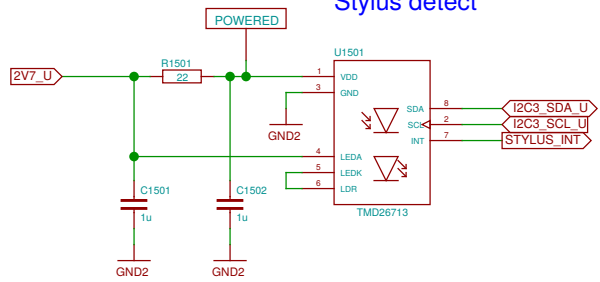 Stylus detect
POWERED
R1501
22
2V7_U
U1501
1 VDD
3 GND
SDA 8
I2C3_SDA_U
SCL 2
I2C3_SCL_U
INT 7
STYLUS_INT
GND2
4 LEDA
5 LEDK
6 LDR
TMD26713
C1501
1u
C1502
1u
GND2
GND2